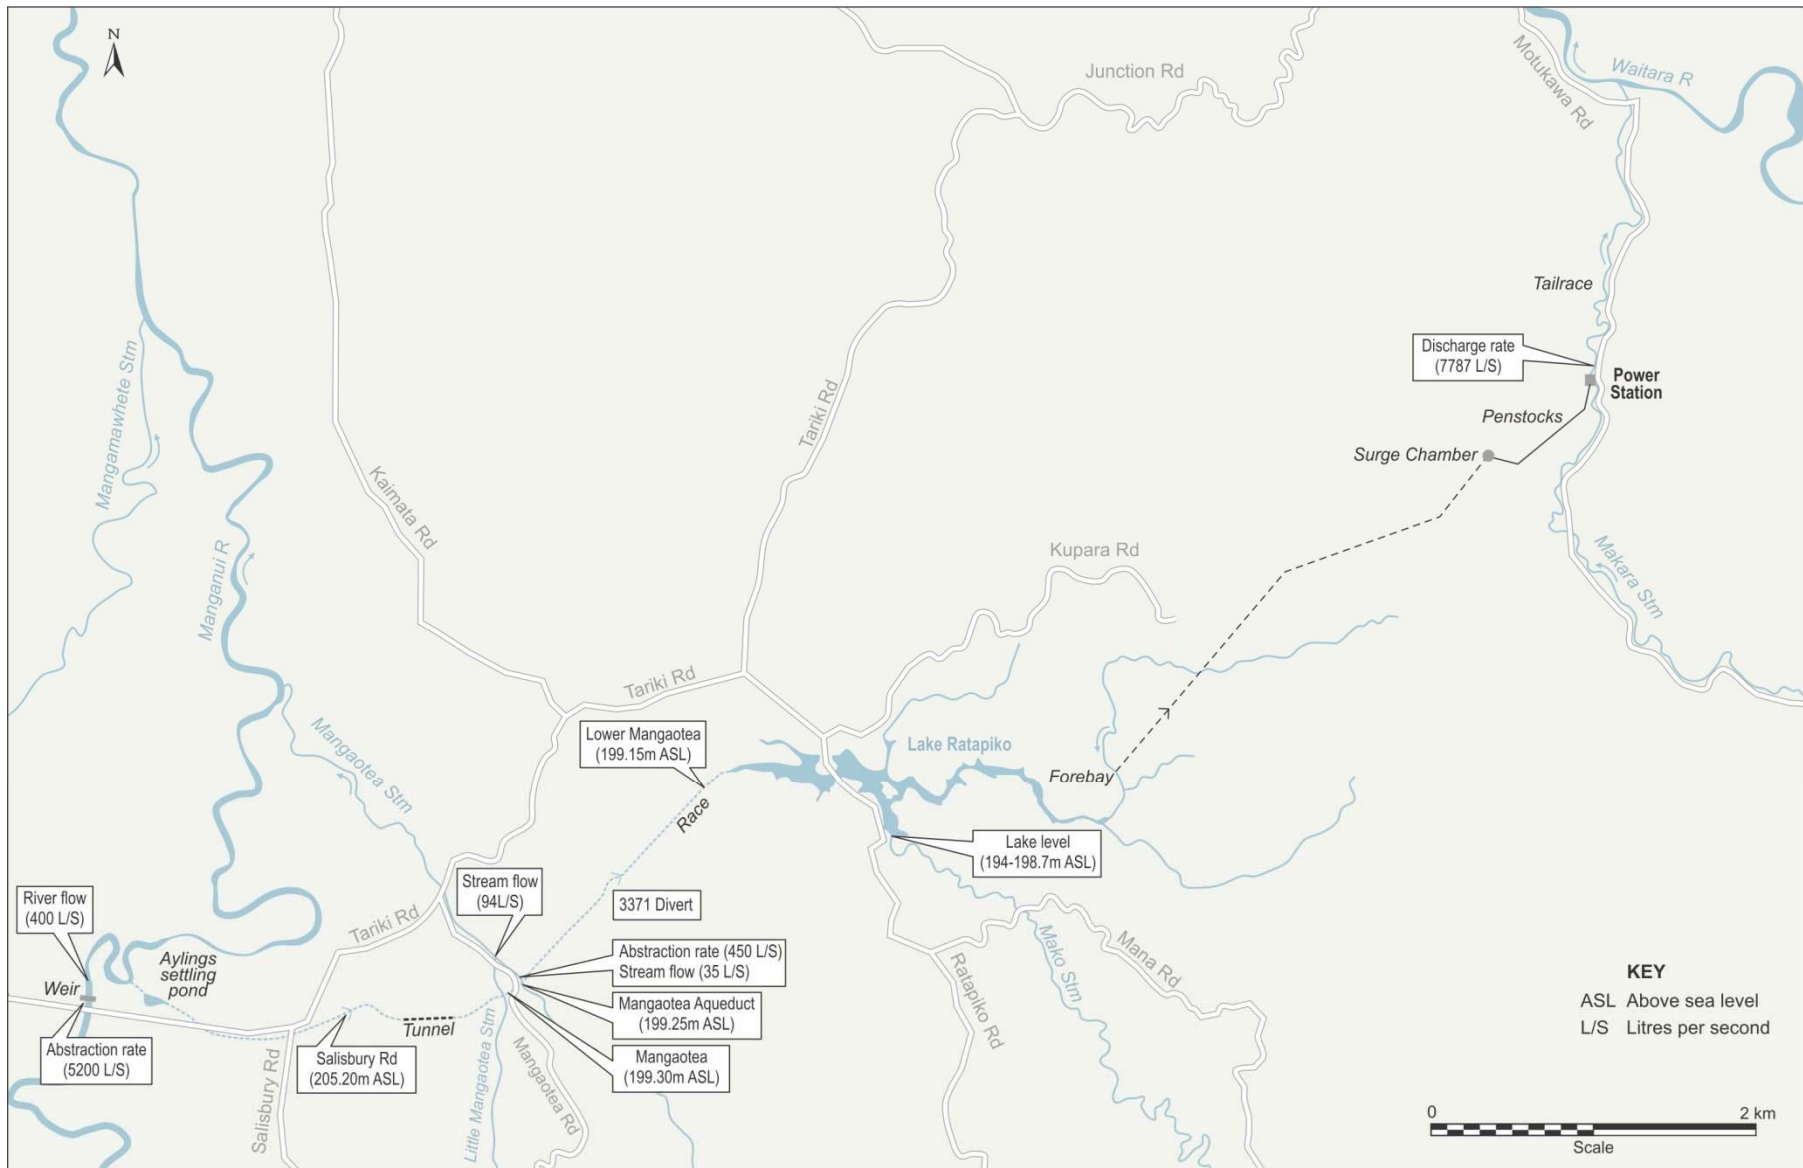 N
Junction Rd
Motukawa Rd
Waitara R
Tailrace
Discharge rate
(7787 L/S)
Power
Station
Penstocks
Surge Chamber
Mangamawhete Stm
Kaimata Rd
Tariki Rd
Manganui R
Kupara Rd
Makara Stm
Tariki Rd
Mangaotea Stm
Lower Mangaotea
(199.15m ASL)
Lake Ratapiko
Forebay
Race
Lake level
(194-198.7m ASL)
Stream flow
(94L/S)
River flow
(400 L/S)
3371 Divert
Tariki Rd
Aylings
settling
pond
Abstraction rate (450 L/S)
Stream flow (35 L/S)
Mako Stm
Mana Rd
Ratapiko Rd
Weir
Mangaotea Aqueduct
(199.25m ASL)
Tunnel
Abstraction rate
(5200 L/S)
Salisbury Rd
(205.20m ASL)
Mangaotea
(199.30m ASL)
Salisbury Rd
Little Mangaotea Stm
Mangaotea Rd
KEY
ASL Above sea level
L/S Litres per second
0 2 km
Scale